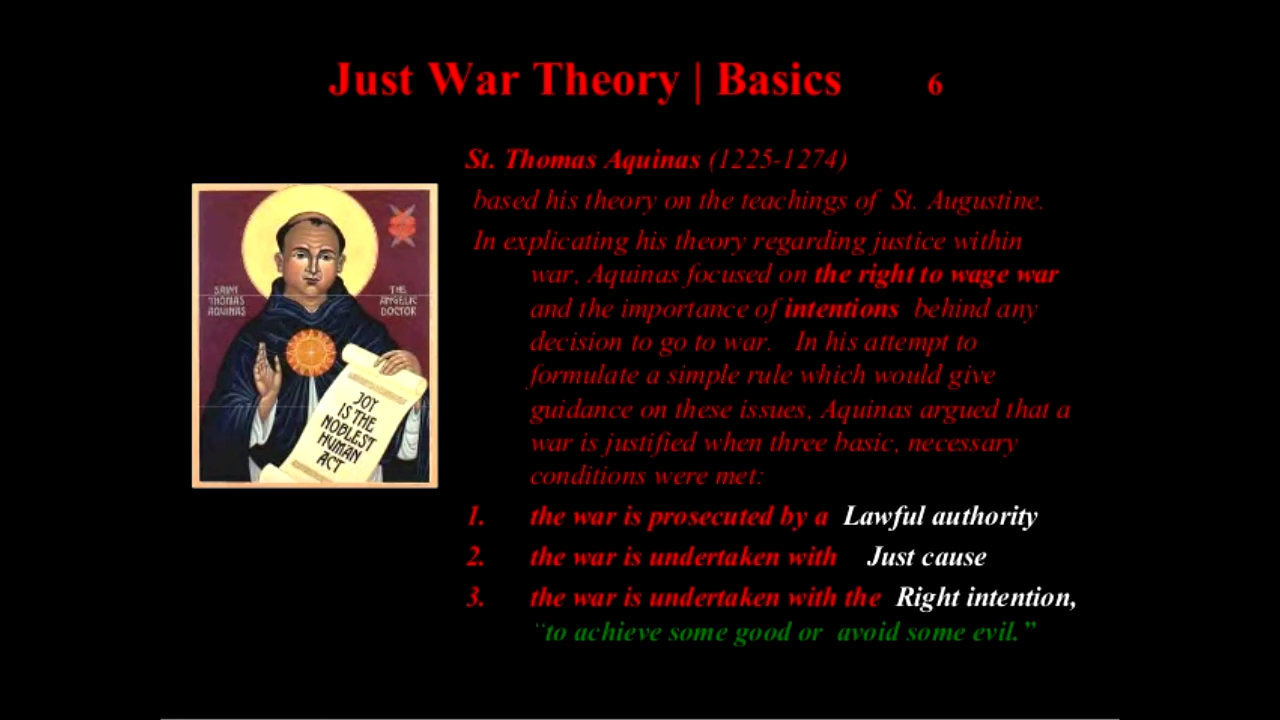 Just War Theory | Basics 6
St. Thomas Aquinas (1225-1274)
based his theory on the teachings of St. Augustine.
In explicating his theory regarding justice within
war, Aquinas focused on the right to wage war
and the importance of intentions behind any
decision to go to war. In his attempt to
formulate a simple rule which would give
guidance on these issues, Aquinas argued that a
war is justified when three basic, necessary
conditions were met:
1. the war is prosecuted by a Lawful authority
2. the war is undertaken with Just cause
3. the war is undertaken with the Right intention,
“to achieve some good or avoid some evil.”
SAINT
THOMAS
AQUINAS
THE
ANGELIC
DOCTOR
JOY
IS THE
NOBLEST
HUMAN
ACT